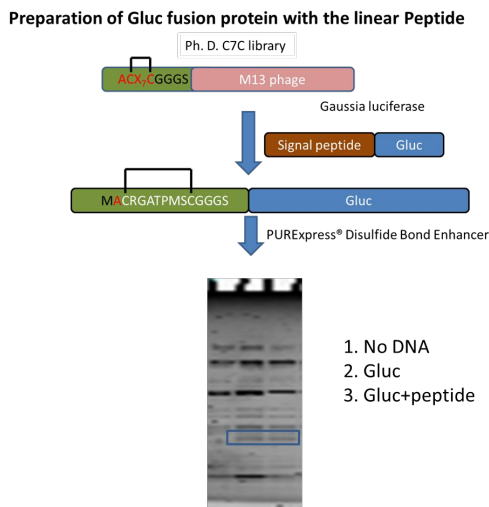 Preparation of Gluc fusion protein with the linear Peptide
Ph. D. C7C library
ACX7CGGGS
M13 phage
Gaussia luciferase
Signal peptide
Gluc
MACRGATPMSCGGGS
Gluc
PURExpress® Disulfide Bond Enhancer
1. No DNA
2. Gluc
3. Gluc+peptide